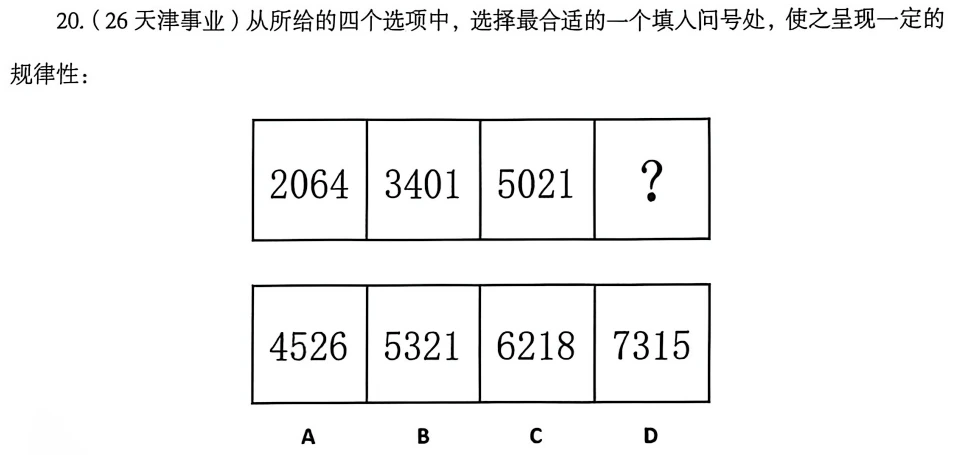 20.（26 天津事业）从所给的四个选项中，选择最合适的一个填入问号处，使之呈现一定的
规律性：
2064 3401 5021 ？
4526 5321 6218 7315
A B C D